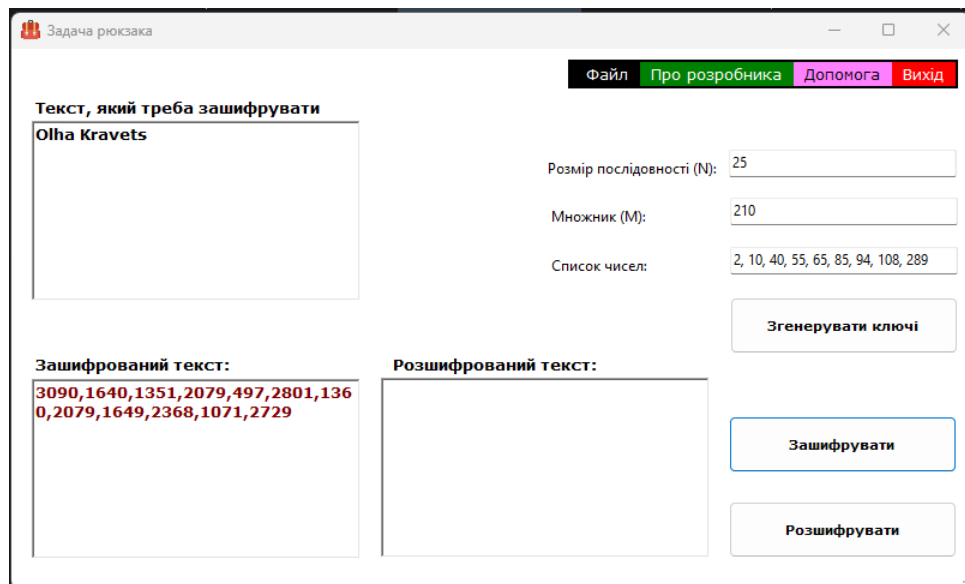 Задача рюкзака
Файл Про розробника Допомога Вихід
Текст, який треба зашифрувати
Olha Kravets
Розмір послідовності (N): 25
Множник (M): 210
Список чисел: 2, 10, 40, 55, 65, 85, 94, 108, 289
Згенерувати ключі
Зашифрований текст: Розшифрований текст:
3090,1640,1351,2079,497,2801,136
0,2079,1649,2368,1071,2729
Зашифрувати
Розшифрувати